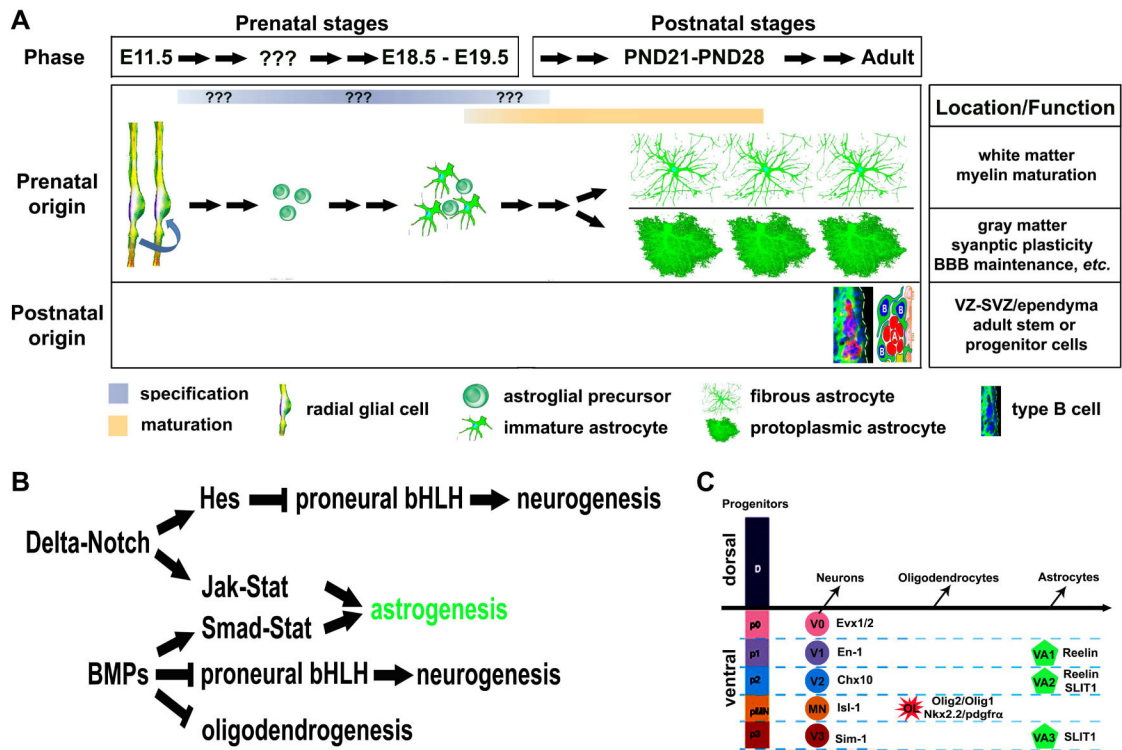 A
Prenatal stages
Postnatal stages
Phase
E11.5
???
E18.5 - E19.5
PND21-PND28
Adult
???
???
???
Location/Function
Prenatal
origin
white matter
myelin maturation
gray matter
syanptic plasticity
BBB maintenance, etc.
Postnatal
origin
B
B
A
B
VZ-SVZ/ependyma
adult stem or
progenitor cells
specification
maturation
radial glial cell
astroglial precursor
immature astrocyte
fibrous astrocyte
protoplasmic astrocyte
type B cell
B
Hes
proneural bHLH
neurogenesis
Delta-Notch
Jak-Stat
astrogenesis
Smad-Stat
BMPs
proneural bHLH
neurogenesis
oligodendrogenesis
C
Progenitors
dorsal
D
Neurons
Oligodendrocytes
Astrocytes
ventral
p0
V0
Evx1/2
p1
V1
En-1
VA1
Reelin
p2
V2
Chx10
VA2
Reelin
SLIT1
pMN
MN
Isl-1
OL
Olig2/Olig1
Nkx2.2/pdgfrα
p3
V3
Sim-1
VA3
SLIT1